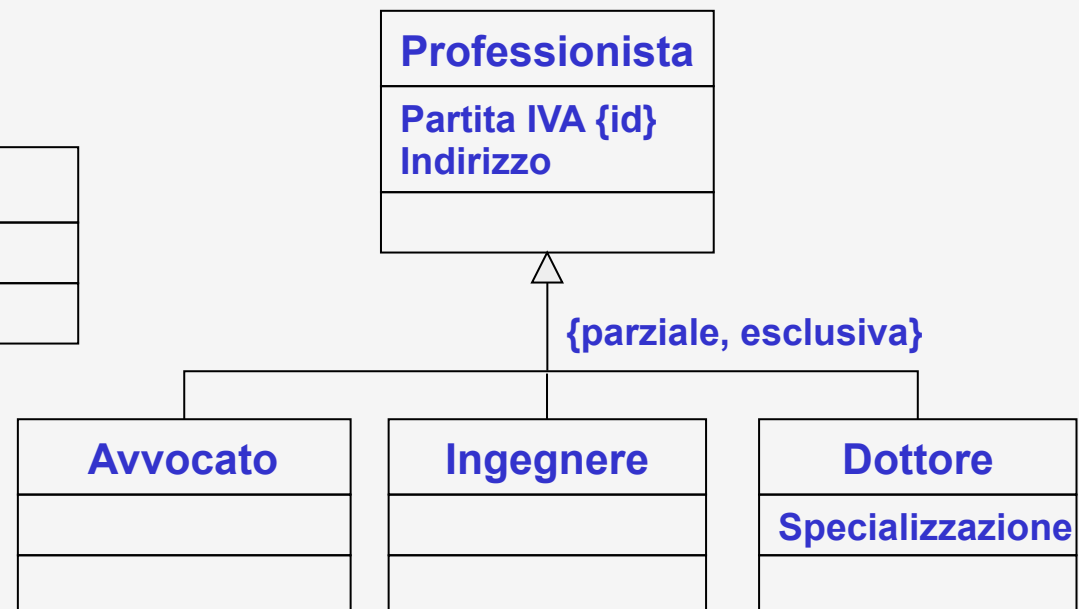 Professionista
Partita IVA {id}
Indirizzo
{parziale, esclusiva}
Avvocato
Ingegnere
Dottore
Specializzazione